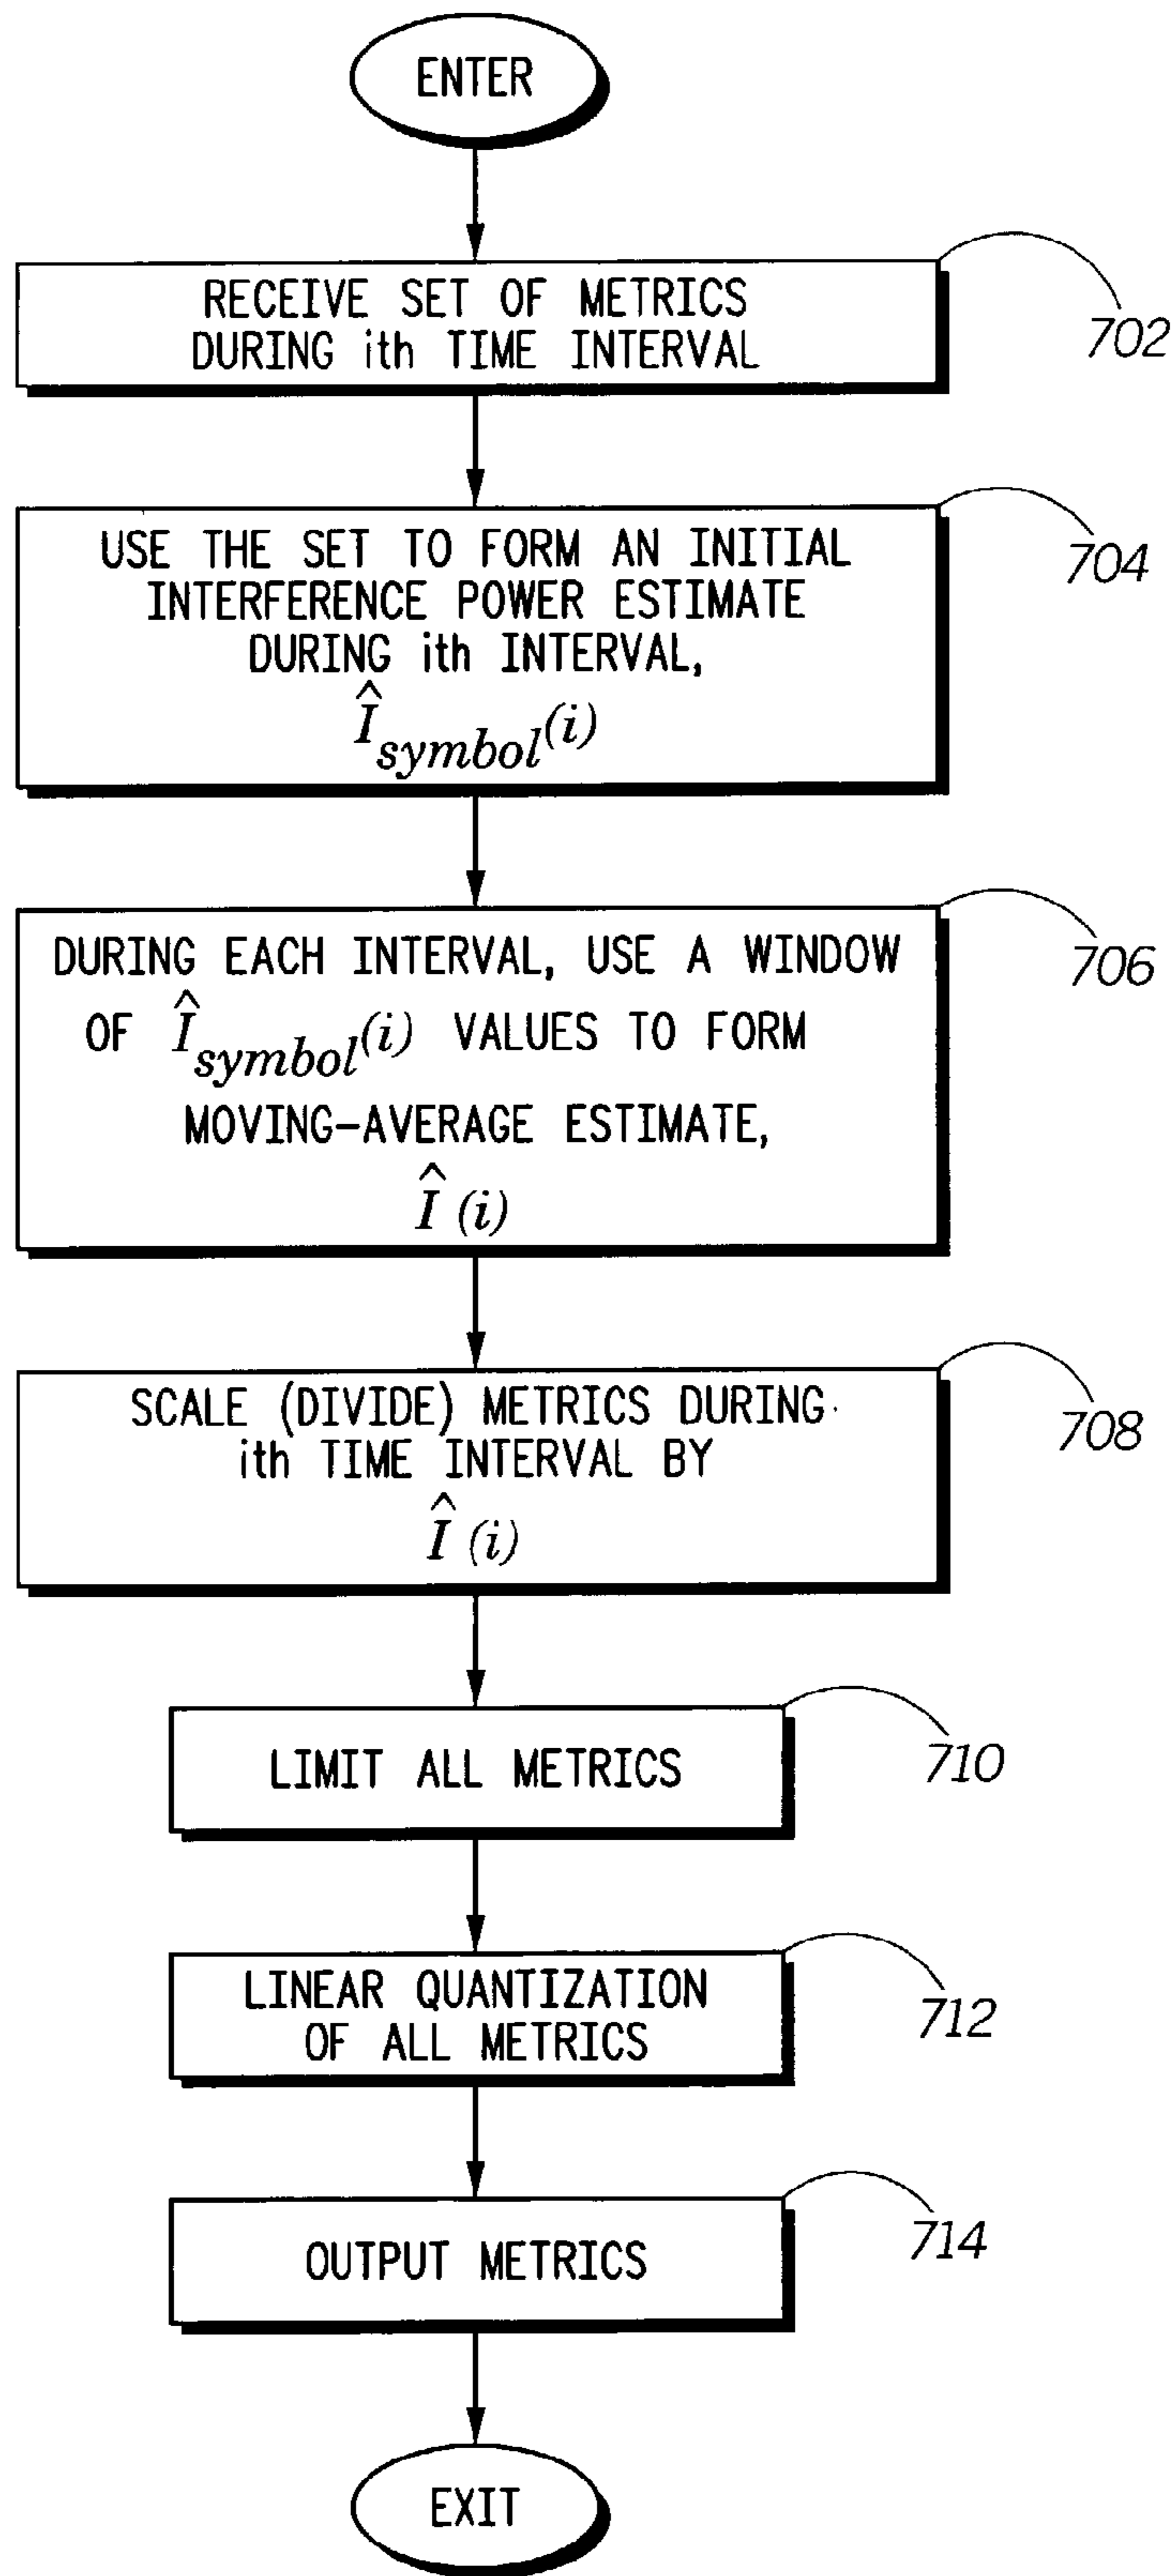 ENTER
RECEIVE SET OF METRICS
DURING ith TIME INTERVAL
702
USE THE SET TO FORM AN INITIAL
INTERFERENCE POWER ESTIMATE
DURING ith INTERVAL,
Î_symbol(i)
704
DURING EACH INTERVAL, USE A WINDOW
OF Î_symbol(i) VALUES TO FORM
MOVING-AVERAGE ESTIMATE,
Î (i)
706
SCALE (DIVIDE) METRICS DURING
ith TIME INTERVAL BY
Î (i)
708
LIMIT ALL METRICS
710
LINEAR QUANTIZATION
OF ALL METRICS
712
OUTPUT METRICS
714
EXIT